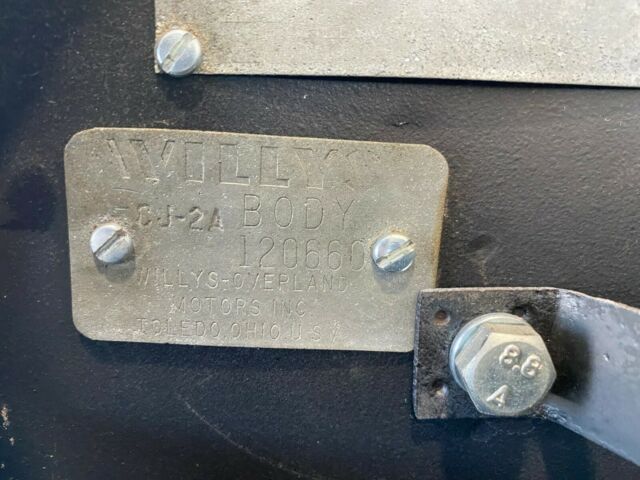 WILLYS
CJ-2A BODY
120660
WILLYS-OVERLAND
MOTORS INC
TOLEDO, OHIO U.S.A
8.8
A